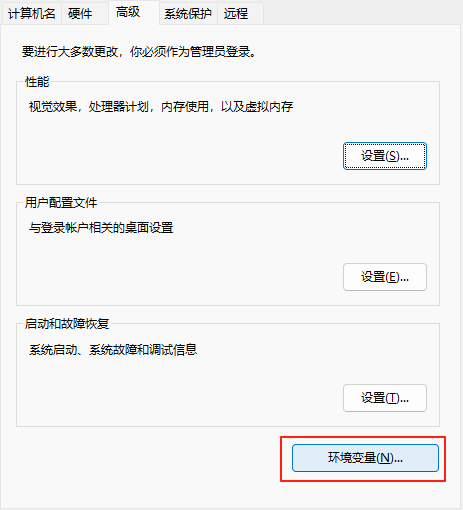 计算机名 硬件 高级 系统保护 远程
要进行大多数更改，你必须作为管理员登录。
性能
视觉效果，处理器计划，内存使用，以及虚拟内存
设置(S)...
用户配置文件
与登录帐户相关的桌面设置
设置(E)...
启动和故障恢复
系统启动、系统故障和调试信息
设置(T)...
环境变量(N)...